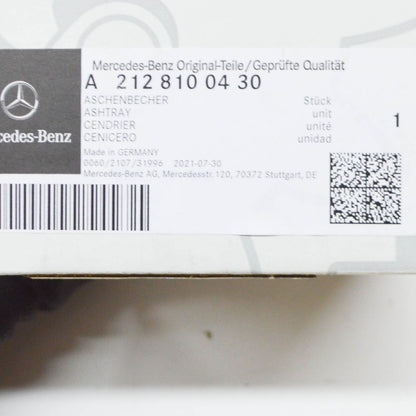 Mercedes-Benz Original-Teile/Geprüfte Qualität
A 212 810 04 30
ASCHENBECHER Stück
ASHTRAY unit
CENDRIER unité 1
CENICERO unidad
cedes-Benz
Made in GERMANY
0060/2107/31996 2021-07-30
Mercedes-Benz AG, Mercedesstr. 120, 70372 Stuttgart, DE